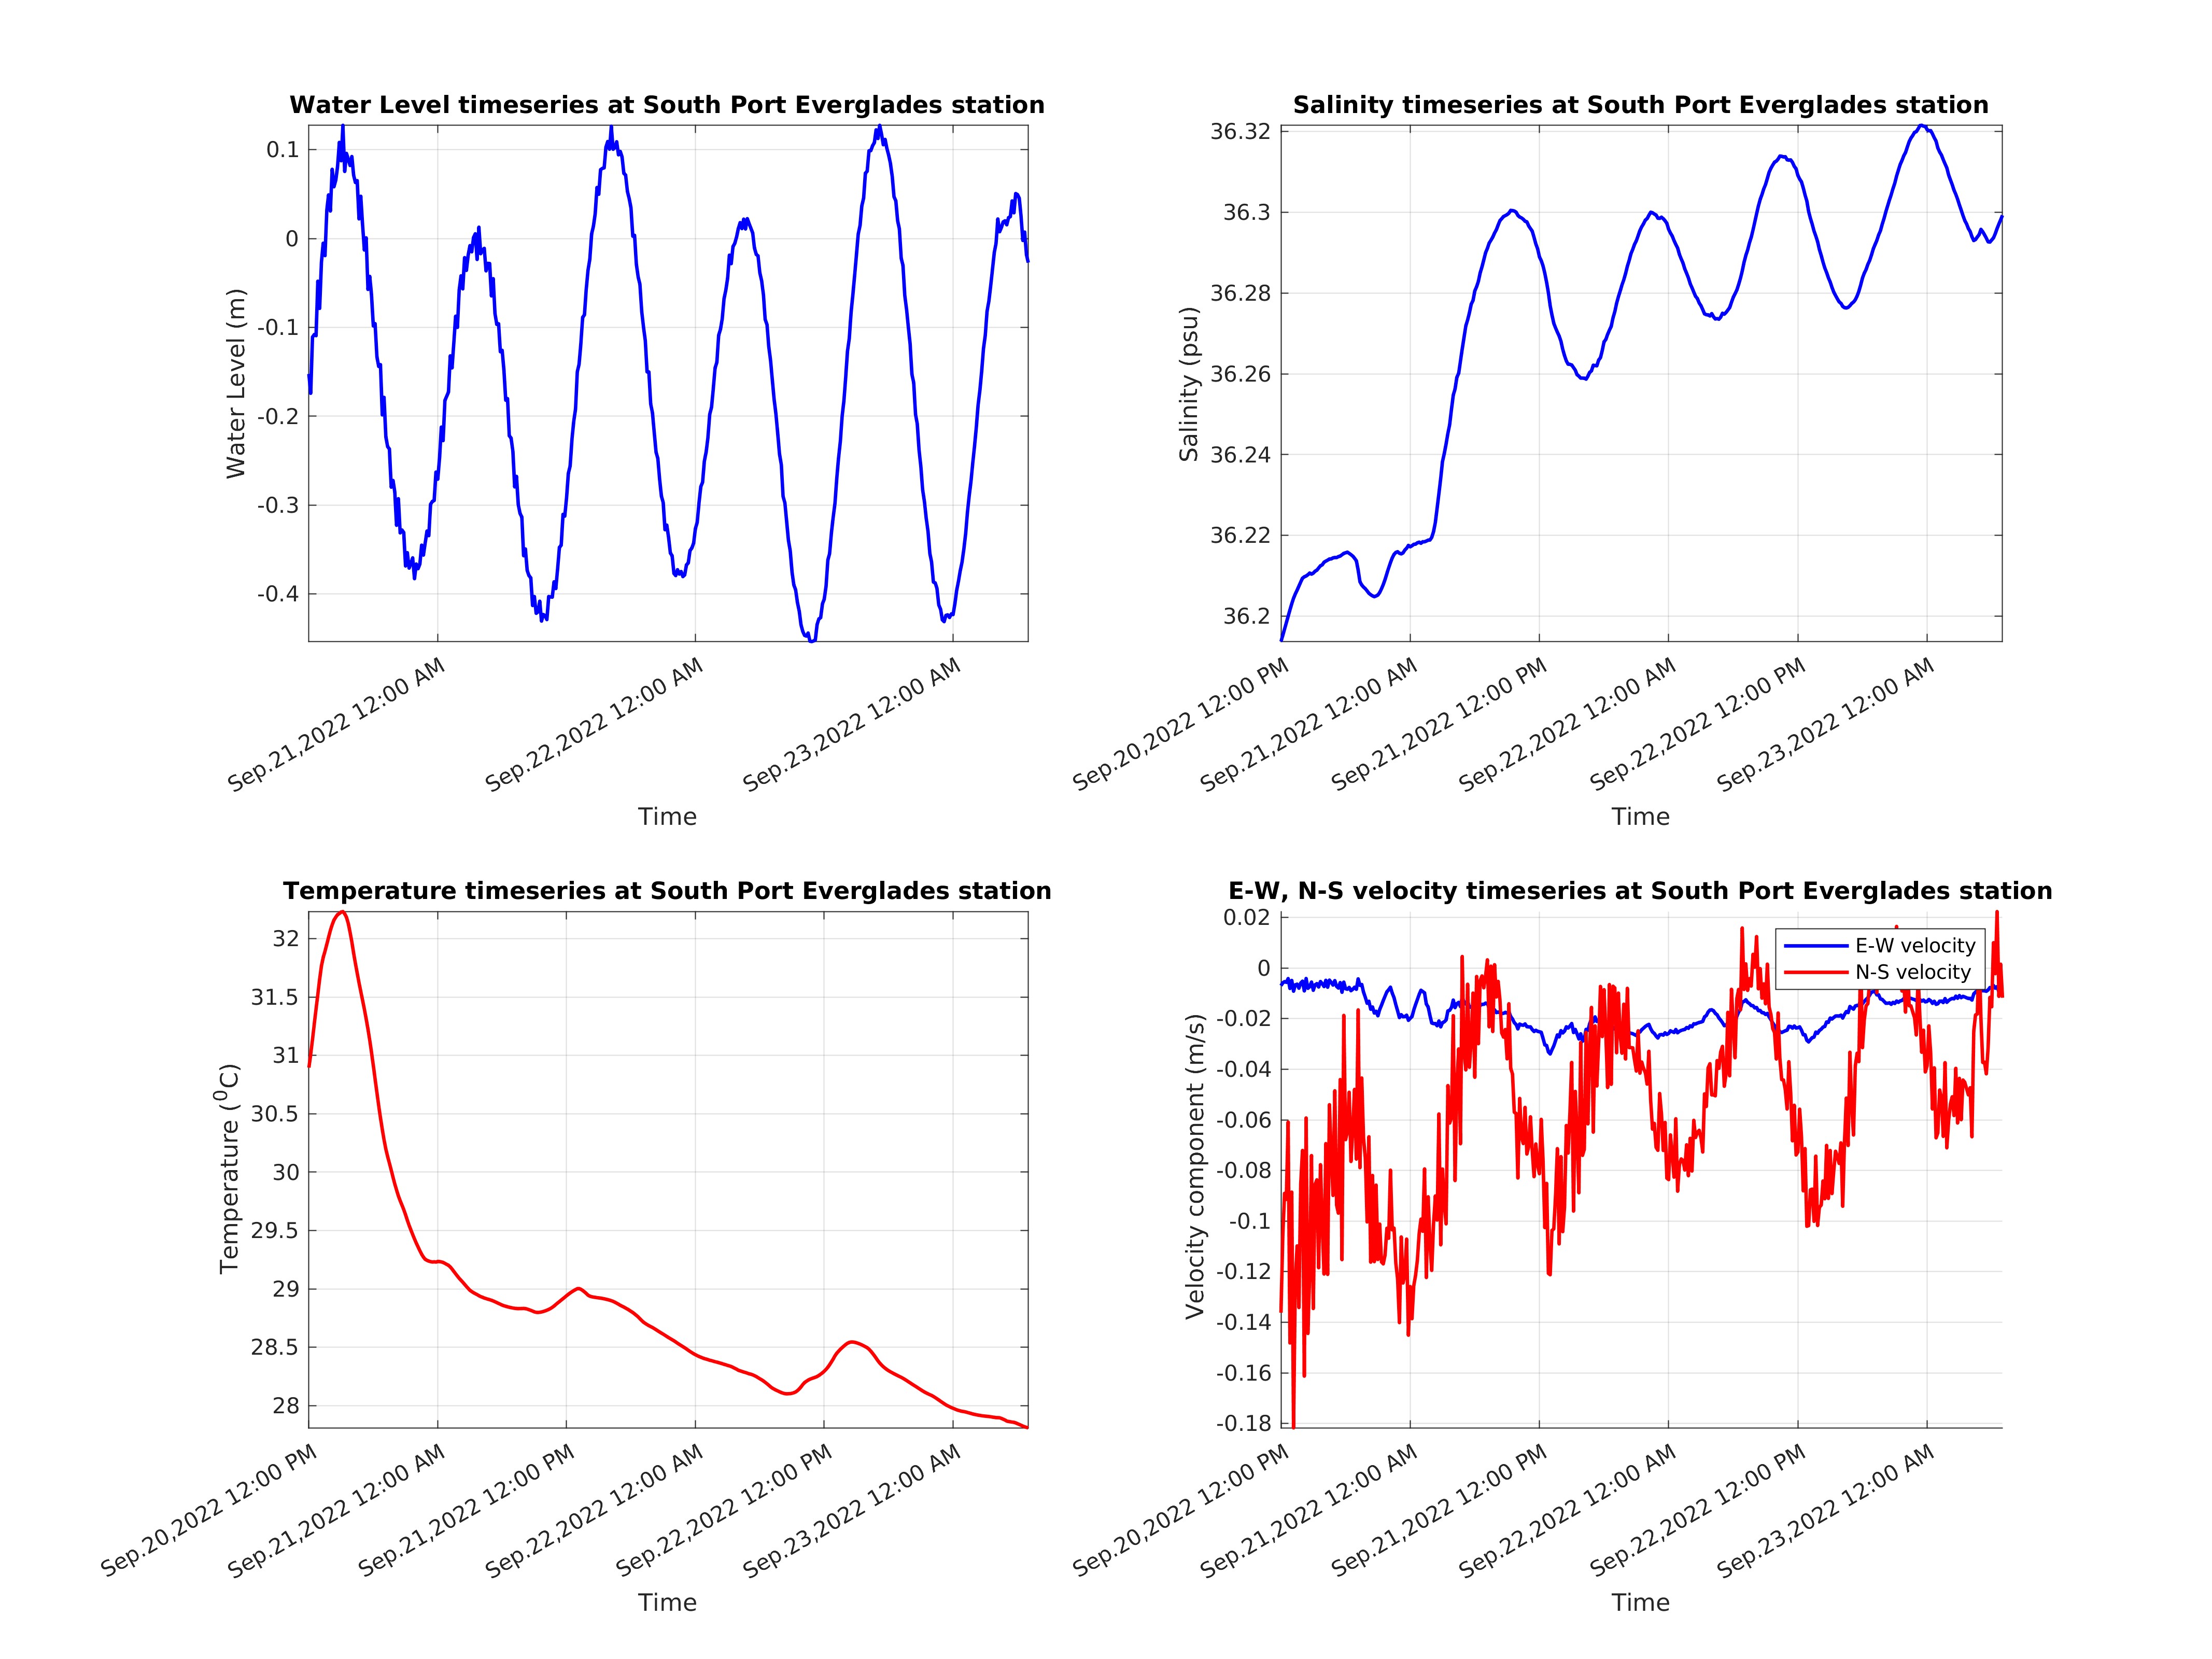 Water Level timeseries at South Port Everglades station
Water Level (m)
0.1
0
-0.1
-0.2
-0.3
-0.4
Sep.21,2022 12:00 AM
Sep.22,2022 12:00 AM
Sep.23,2022 12:00 AM
Time
Salinity timeseries at South Port Everglades station
Salinity (psu)
36.32
36.3
36.28
36.26
36.24
36.22
36.2
Sep.20,2022 12:00 PM
Sep.21,2022 12:00 AM
Sep.21,2022 12:00 PM
Sep.22,2022 12:00 AM
Sep.22,2022 12:00 PM
Sep.23,2022 12:00 AM
Time
Temperature timeseries at South Port Everglades station
Temperature (⁰C)
32
31.5
31
30.5
30
29.5
29
28.5
28
Sep.20,2022 12:00 PM
Sep.21,2022 12:00 AM
Sep.21,2022 12:00 PM
Sep.22,2022 12:00 AM
Sep.22,2022 12:00 PM
Sep.23,2022 12:00 AM
Time
E-W, N-S velocity timeseries at South Port Everglades station
Velocity component (m/s)
0.02
0
-0.02
-0.04
-0.06
-0.08
-0.1
-0.12
-0.14
-0.16
-0.18
E-W velocity
N-S velocity
Sep.20,2022 12:00 PM
Sep.21,2022 12:00 AM
Sep.21,2022 12:00 PM
Sep.22,2022 12:00 AM
Sep.22,2022 12:00 PM
Sep.23,2022 12:00 AM
Time